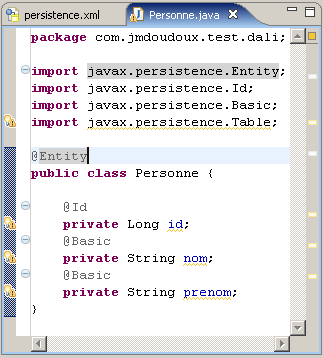 persistence.xml
Personne.java
package com.jmdoudoux.test.dali;
import javax.persistence.Entity;
import javax.persistence.Id;
import javax.persistence.Basic;
import javax.persistence.Table;
@Entity
public class Personne {
@Id
private Long id;
@Basic
private String nom;
@Basic
private String prenom;
}